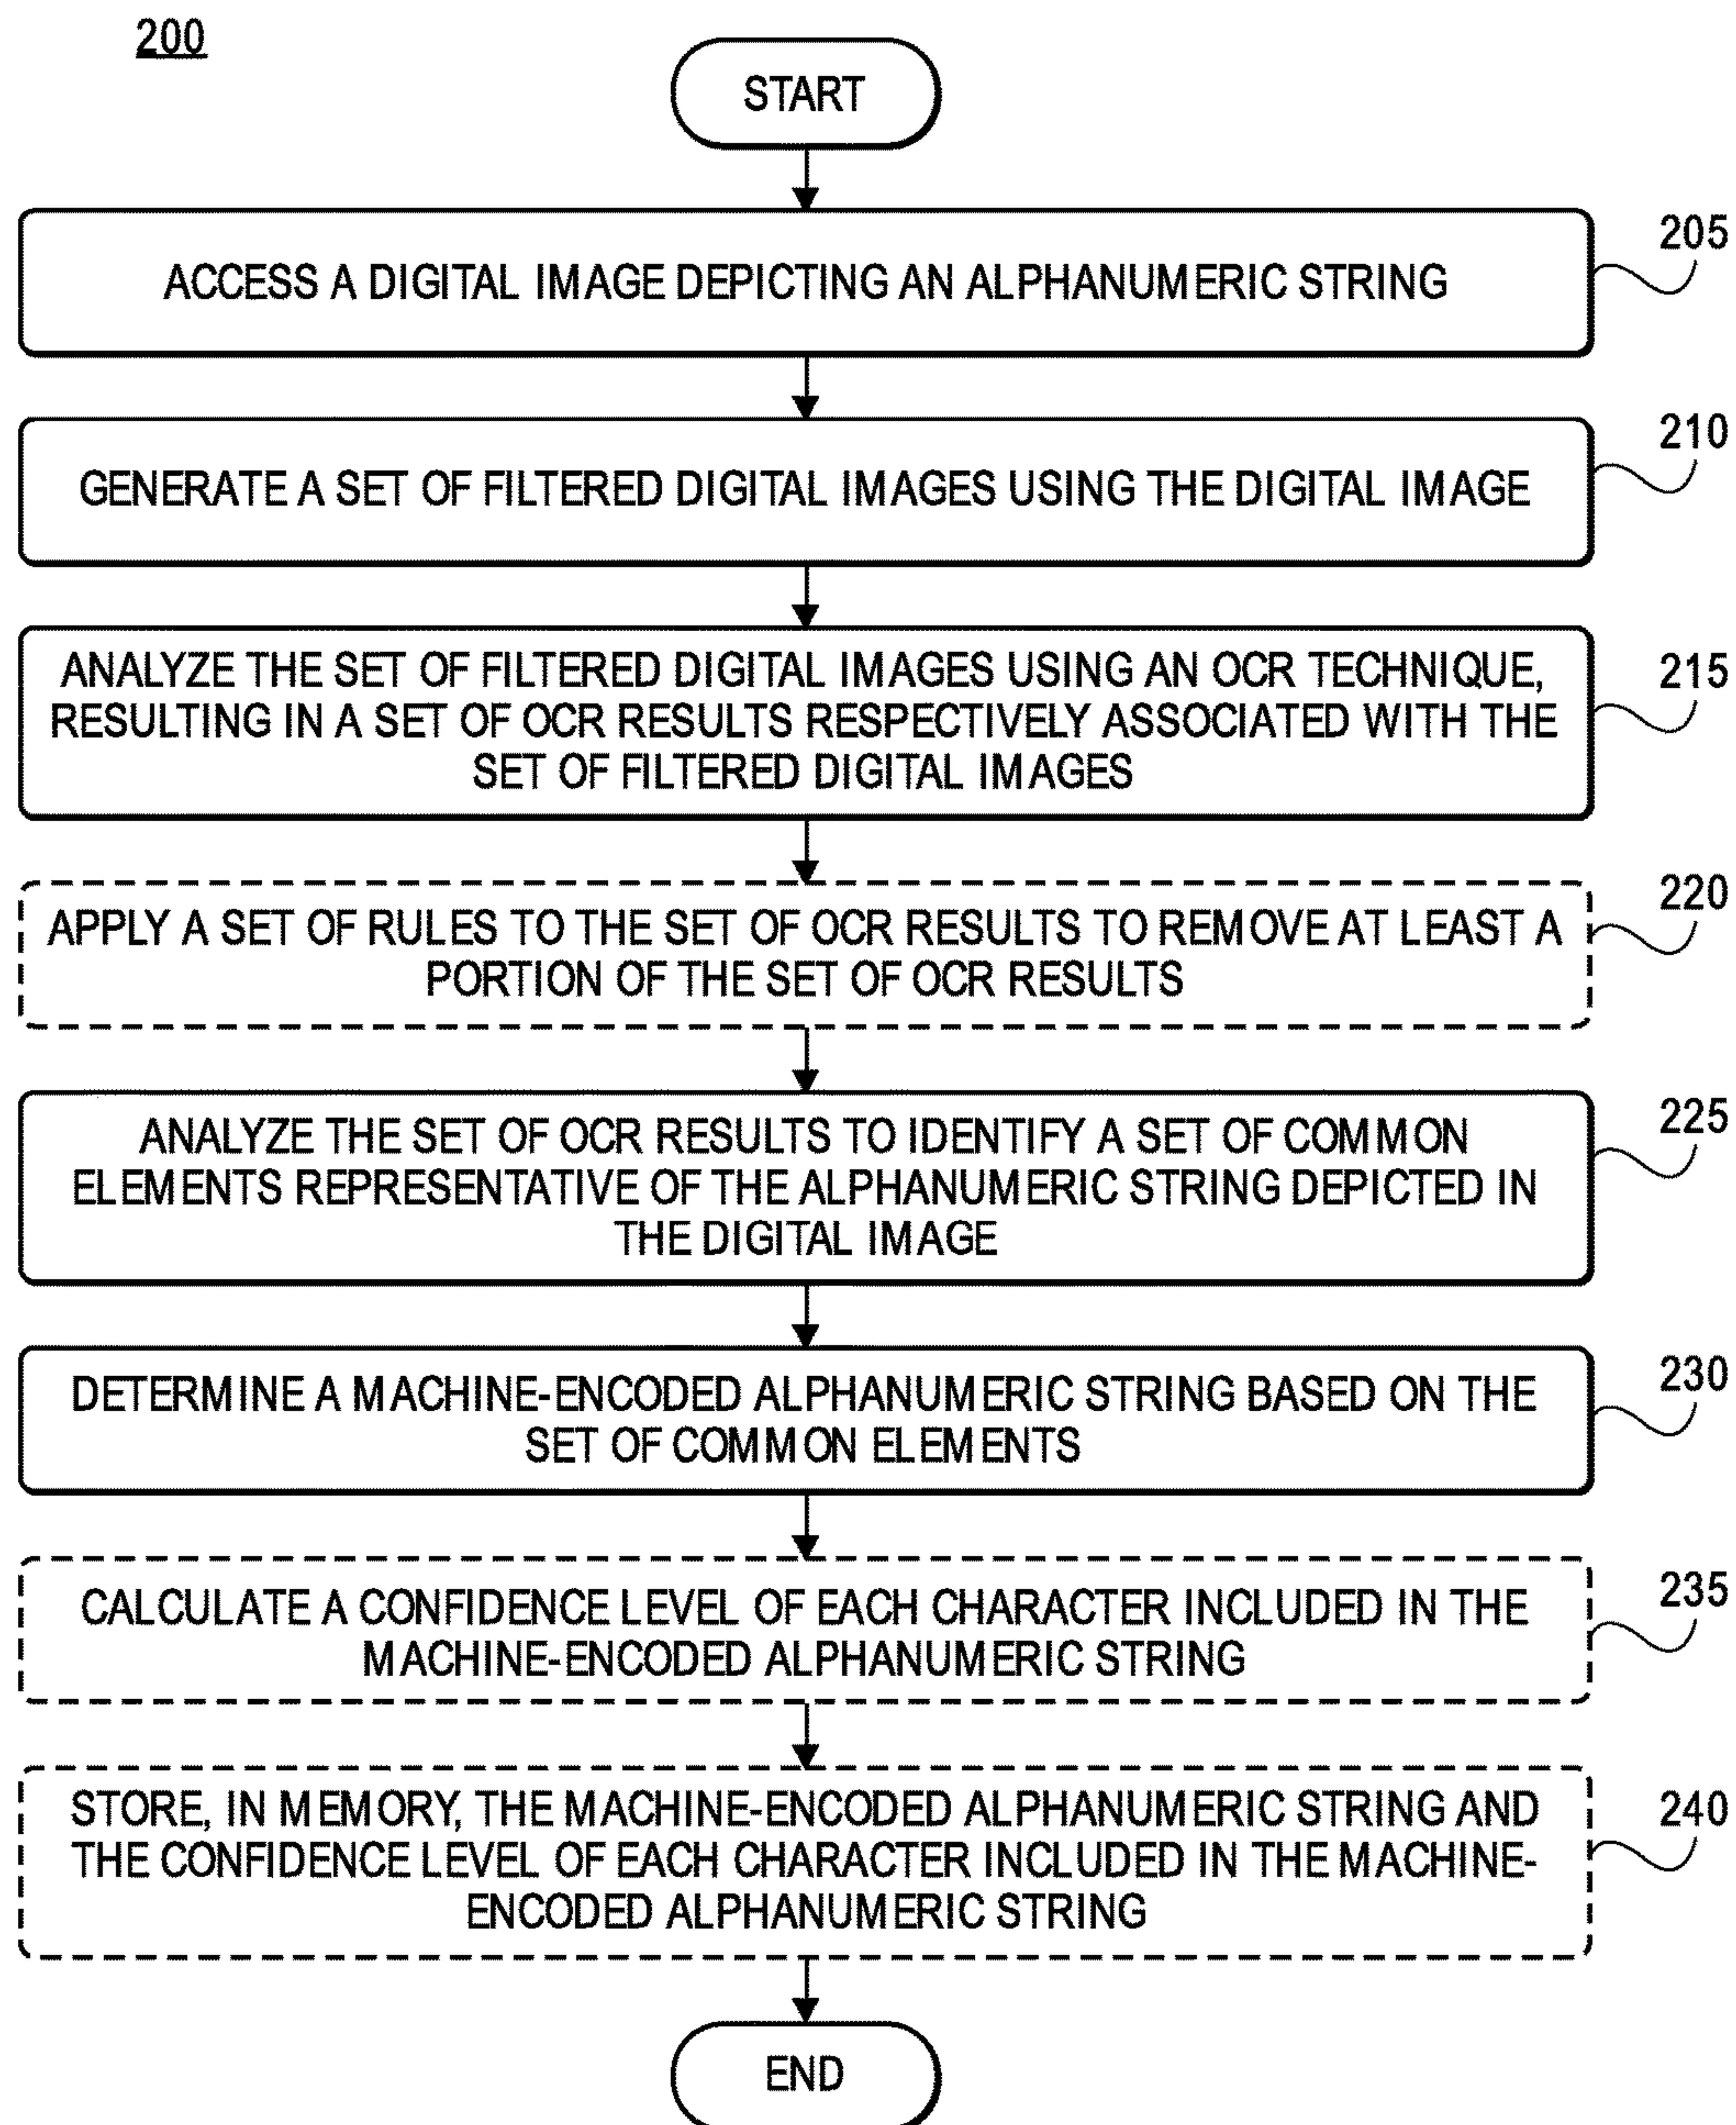 200
START
ACCESS A DIGITAL IMAGE DEPICTING AN ALPHANUMERIC STRING
205
GENERATE A SET OF FILTERED DIGITAL IMAGES USING THE DIGITAL IMAGE
210
ANALYZE THE SET OF FILTERED DIGITAL IMAGES USING AN OCR TECHNIQUE,
RESULTING IN A SET OF OCR RESULTS RESPECTIVELY ASSOCIATED WITH THE
SET OF FILTERED DIGITAL IMAGES
215
APPLY A SET OF RULES TO THE SET OF OCR RESULTS TO REMOVE AT LEAST A
PORTION OF THE SET OF OCR RESULTS
220
ANALYZE THE SET OF OCR RESULTS TO IDENTIFY A SET OF COMMON
ELEMENTS REPRESENTATIVE OF THE ALPHANUMERIC STRING DEPICTED IN
THE DIGITAL IMAGE
225
DETERMINE A MACHINE-ENCODED ALPHANUMERIC STRING BASED ON THE
SET OF COMMON ELEMENTS
230
CALCULATE A CONFIDENCE LEVEL OF EACH CHARACTER INCLUDED IN THE
MACHINE-ENCODED ALPHANUMERIC STRING
235
STORE, IN MEMORY, THE MACHINE-ENCODED ALPHANUMERIC STRING AND
THE CONFIDENCE LEVEL OF EACH CHARACTER INCLUDED IN THE MACHINE-
ENCODED ALPHANUMERIC STRING
240
END